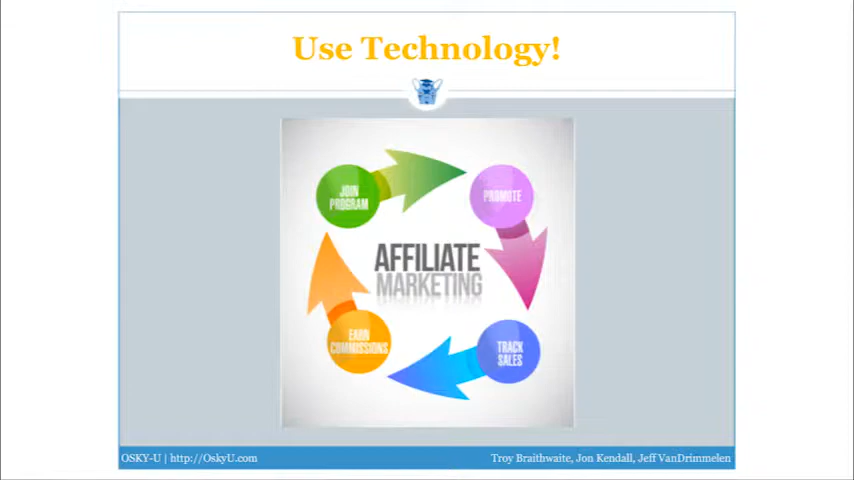 Use Technology!
JOIN
PROGRAM
PROMOTE
AFFILIATE
MARKETING
EARN
COMMISSIONS
TRACK
SALES
OSKY-U | http://OskyU.com
Troy Braithwaite, Jon Kendall, Jeff VanDrimmelen